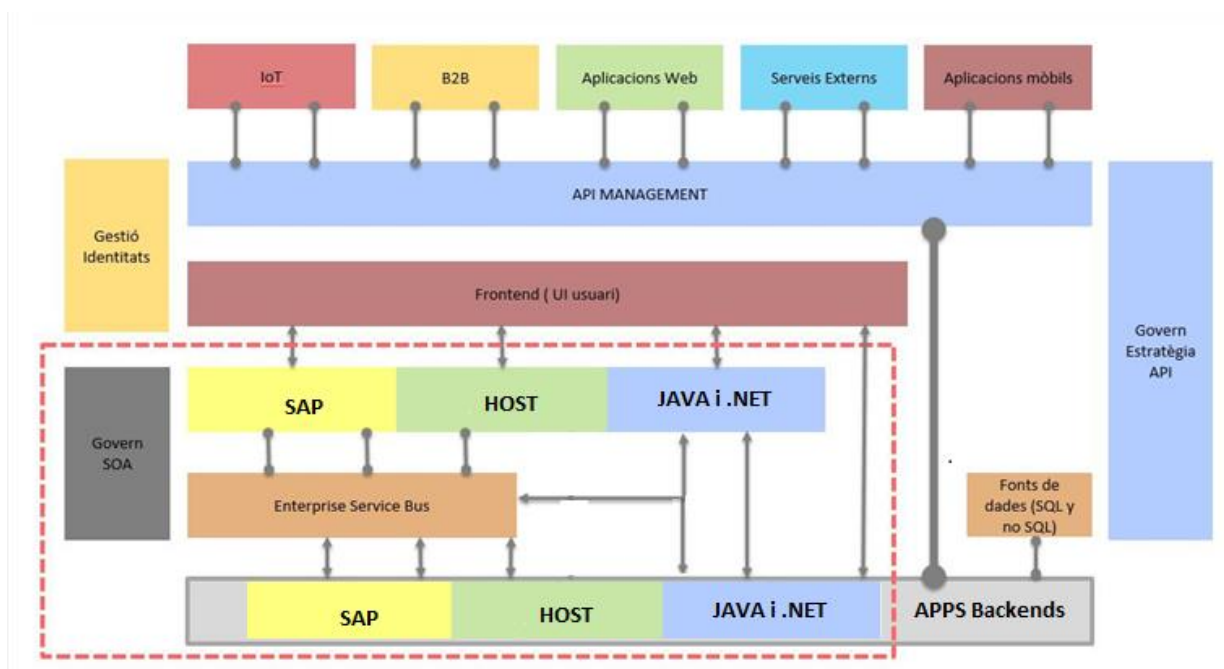 IoT
B2B
Aplicacions Web
Serveis Externs
Aplicacions mòbils
API MANAGEMENT
Gestió
Identitats
Frontend ( UI usuari)
Govern
Estratègia
API
SAP
HOST
JAVA i .NET
Govern
SOA
Enterprise Service Bus
Fonts de
dades (SQL y
no SQL)
SAP
HOST
JAVA i .NET
APPS Backends